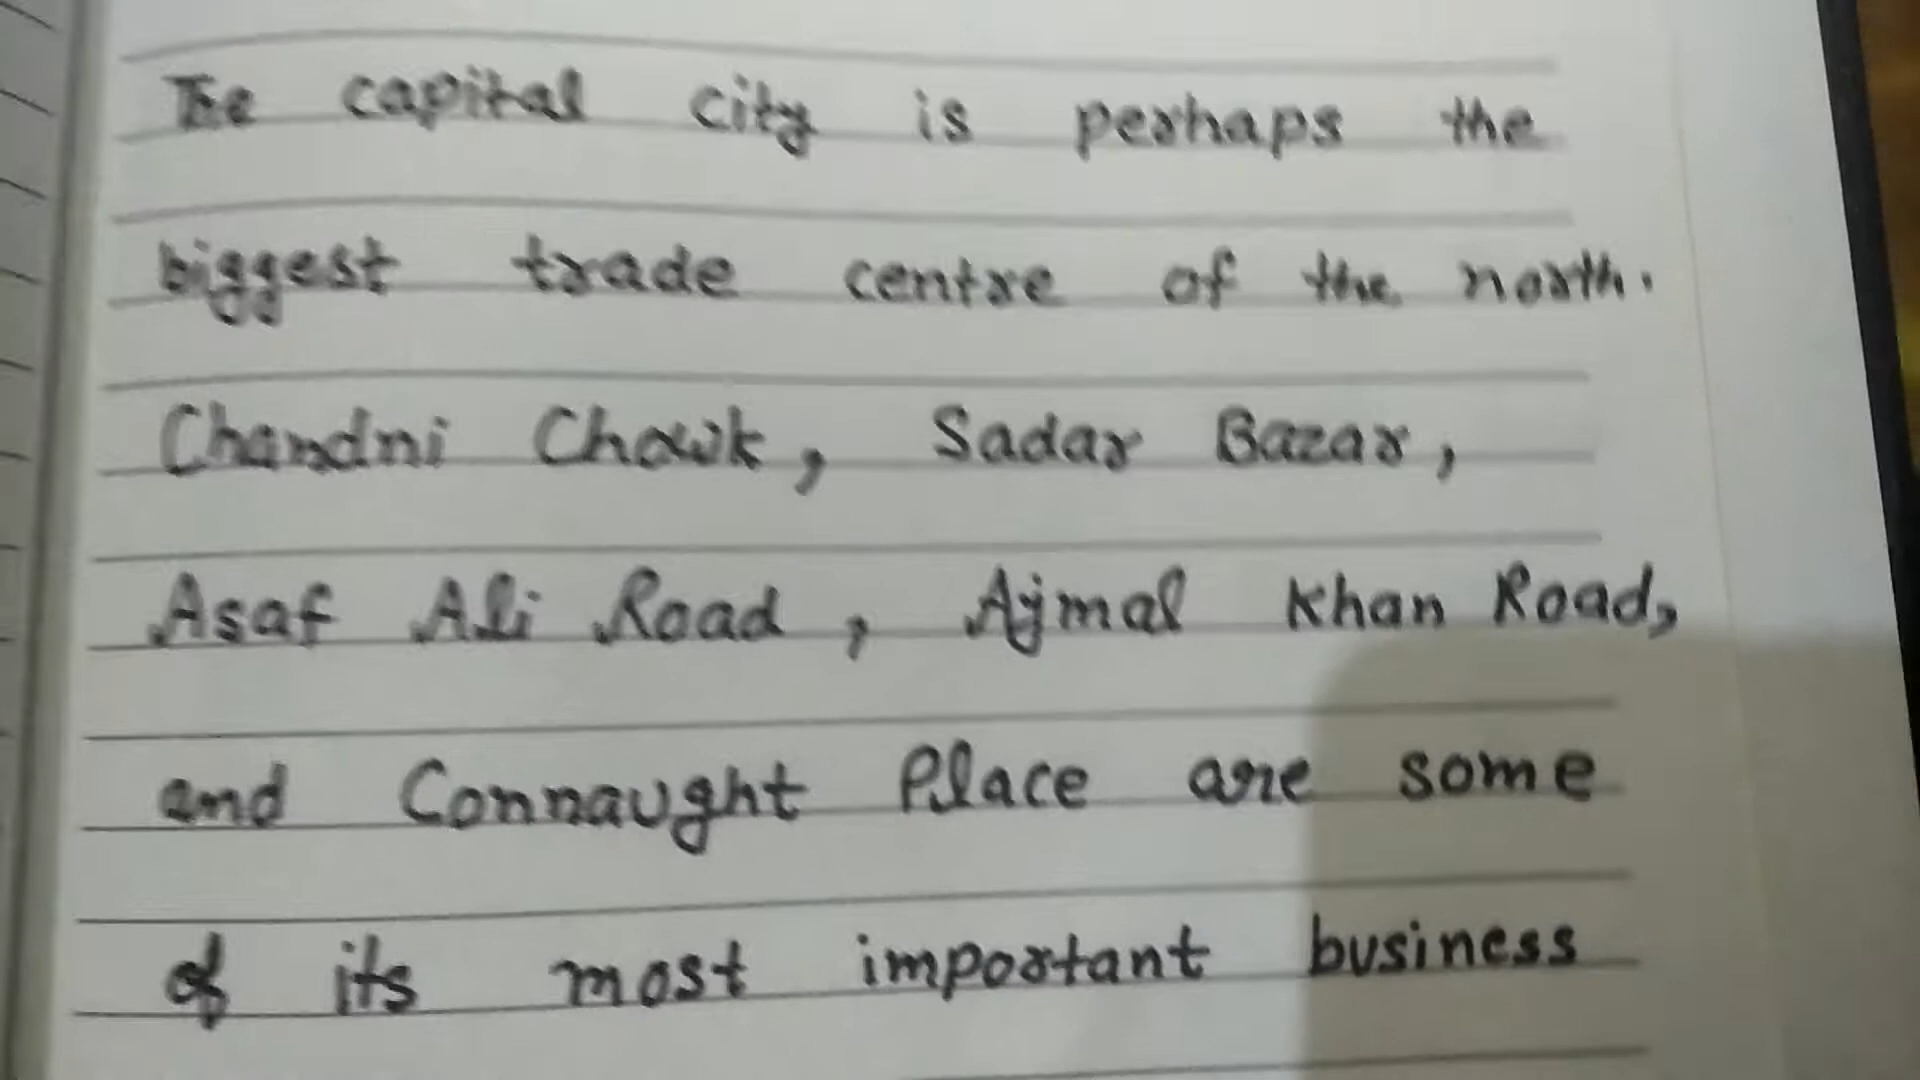 The capital city is perhaps the
biggest trade centre of the north.
Chandni Chowk, Sadar Bazar,
Asaf Ali Road, Ajmal Khan Road,
and Connaught Place are some
of its most important business